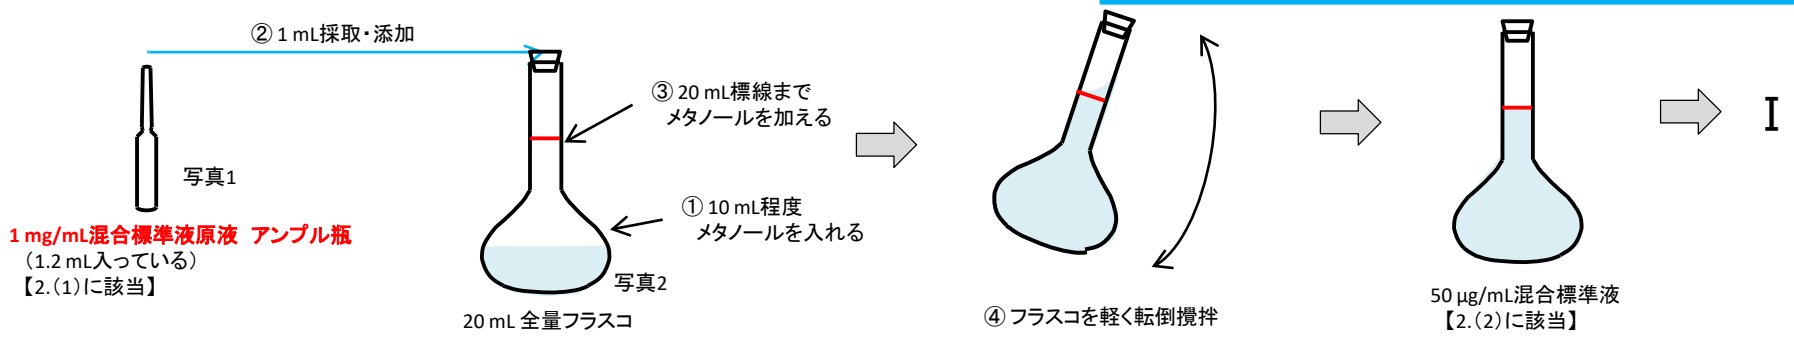 ② 1 mL採取・添加
③ 20 mL標線まで
メタノールを加える
写真1
① 10 mL程度
メタノールを入れる
1 mg/mL混合標準液原液 アンプル瓶
（1.2 mL入っている）
【2.（1）に該当】
写真2
20 mL 全量フラスコ
④ フラスコを軽く転倒攪拌
50 µg/mL混合標準液
【2.（2）に該当】
I